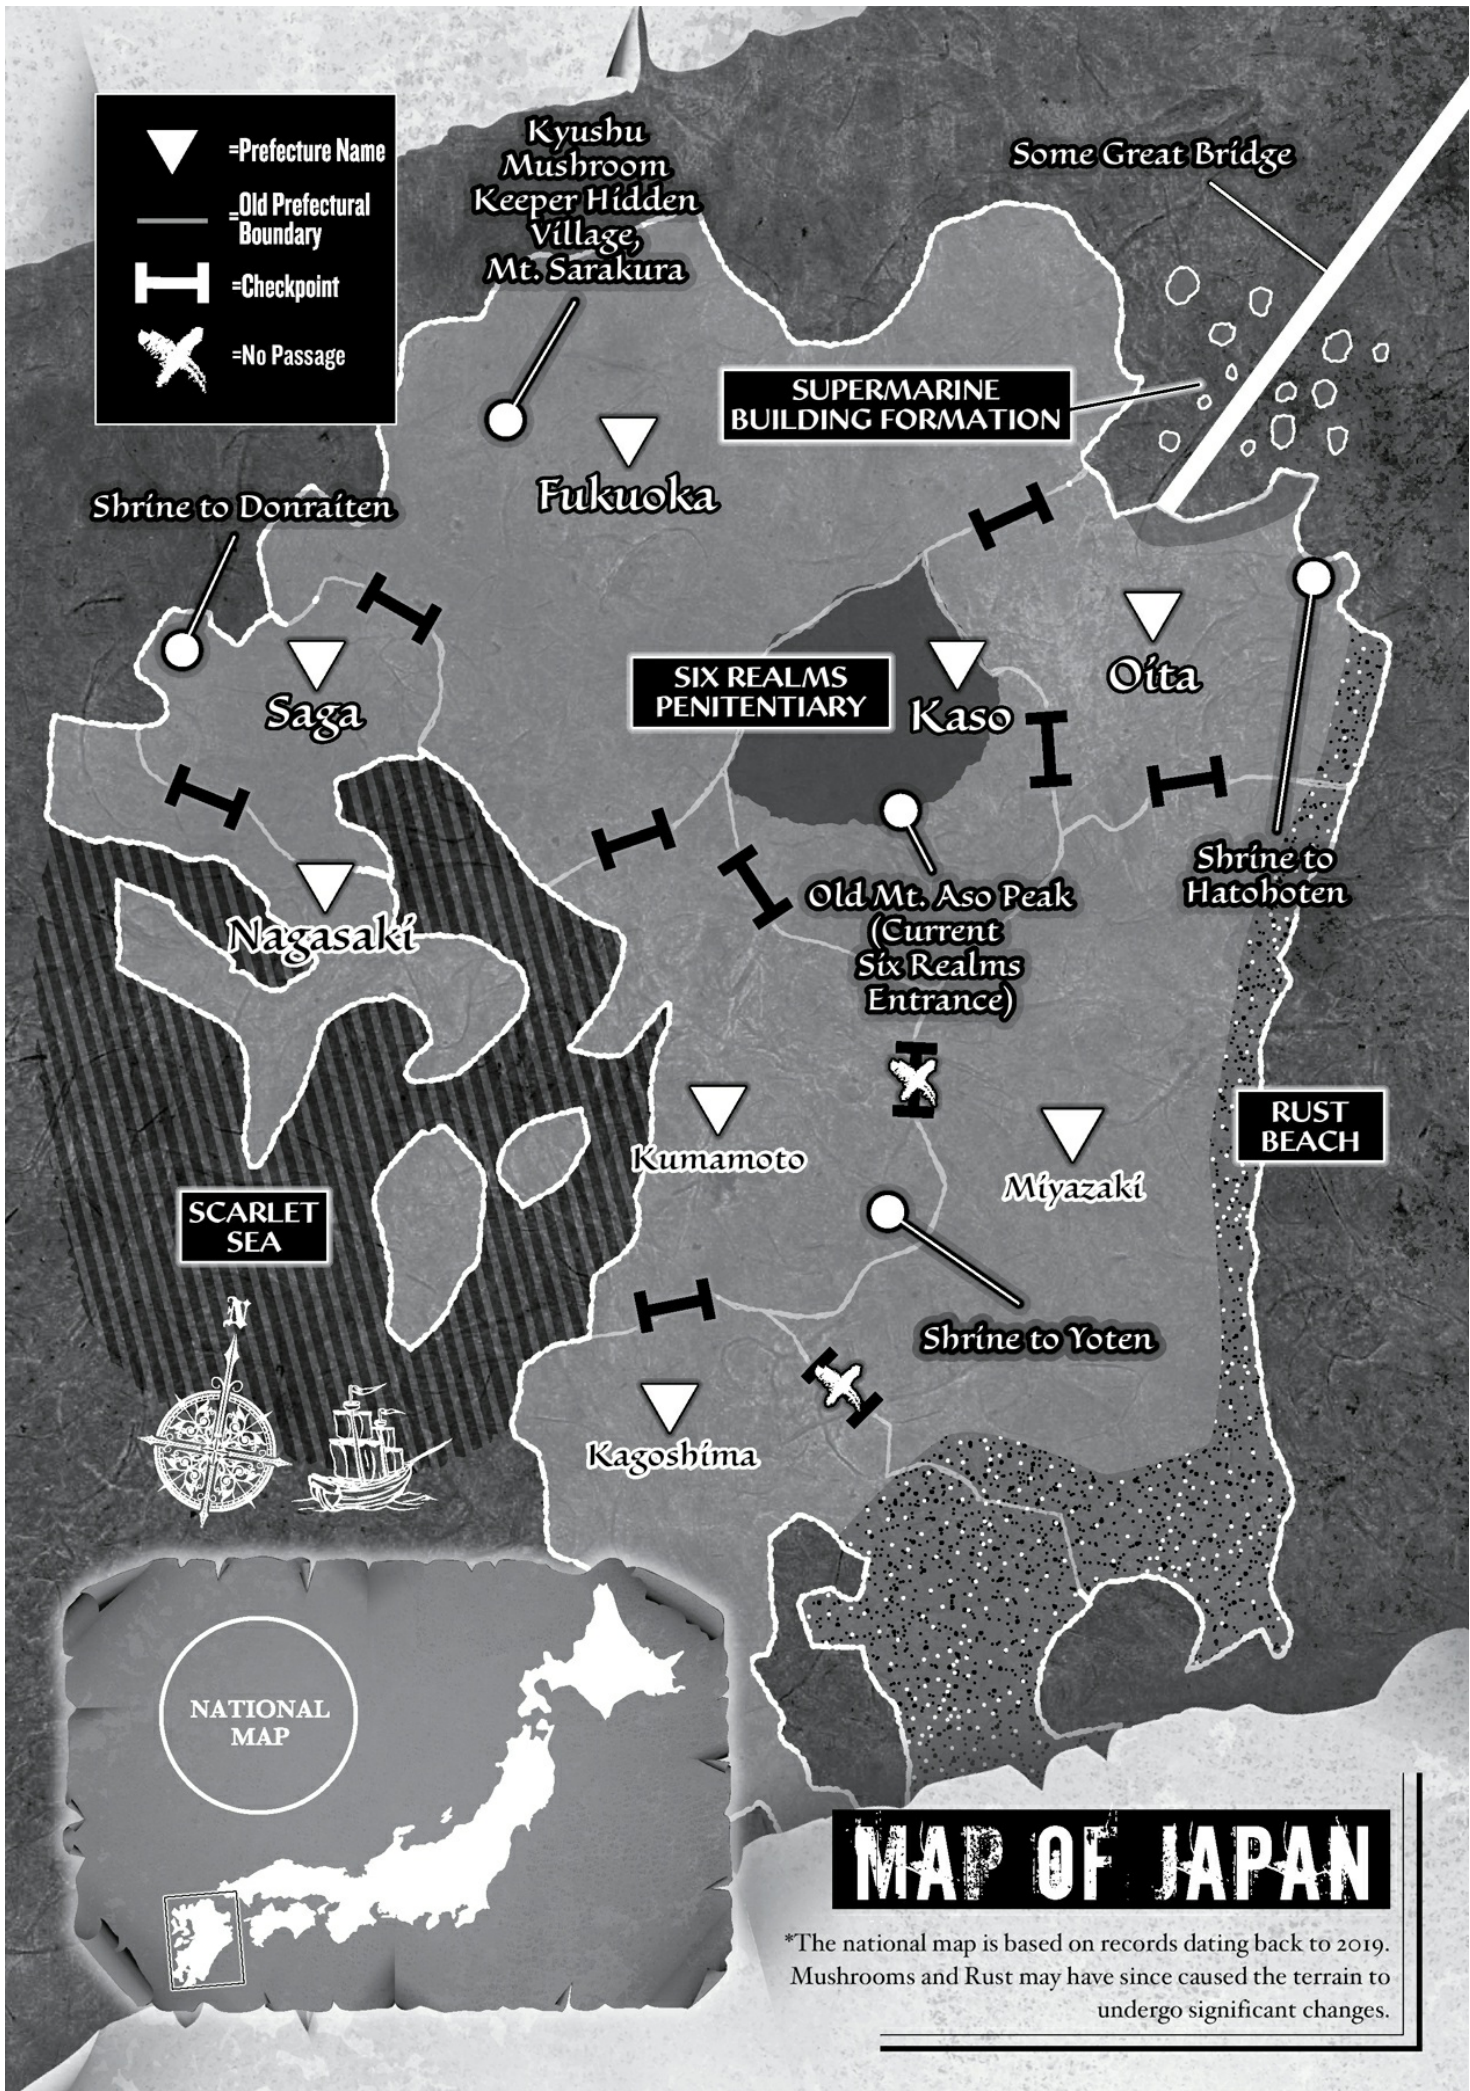 =Prefecture Name
=Old Prefectural
Boundary
=Checkpoint
=No Passage
Kyushu
Mushroom
Keeper Hidden
Village,
Mt. Sarakura
Some Great Bridge
SUPERMARINE
BUILDING FORMATION
Fukuoka
Shrine to Donraiten
Saga
SIX REALMS
PENITENTIARY
Kaso
Oita
Shrine to
Hatohoten
Old Mt. Aso Peak
(Current
Six Realms
Entrance)
Nagasaki
Kumamoto
Miyazaki
RUST
BEACH
SCARLET
SEA
N
Shrine to Yoten
Kagoshima
NATIONAL
MAP
MAP OF JAPAN
*The national map is based on records dating back to 2019.
Mushrooms and Rust may have since caused the terrain to
undergo significant changes.